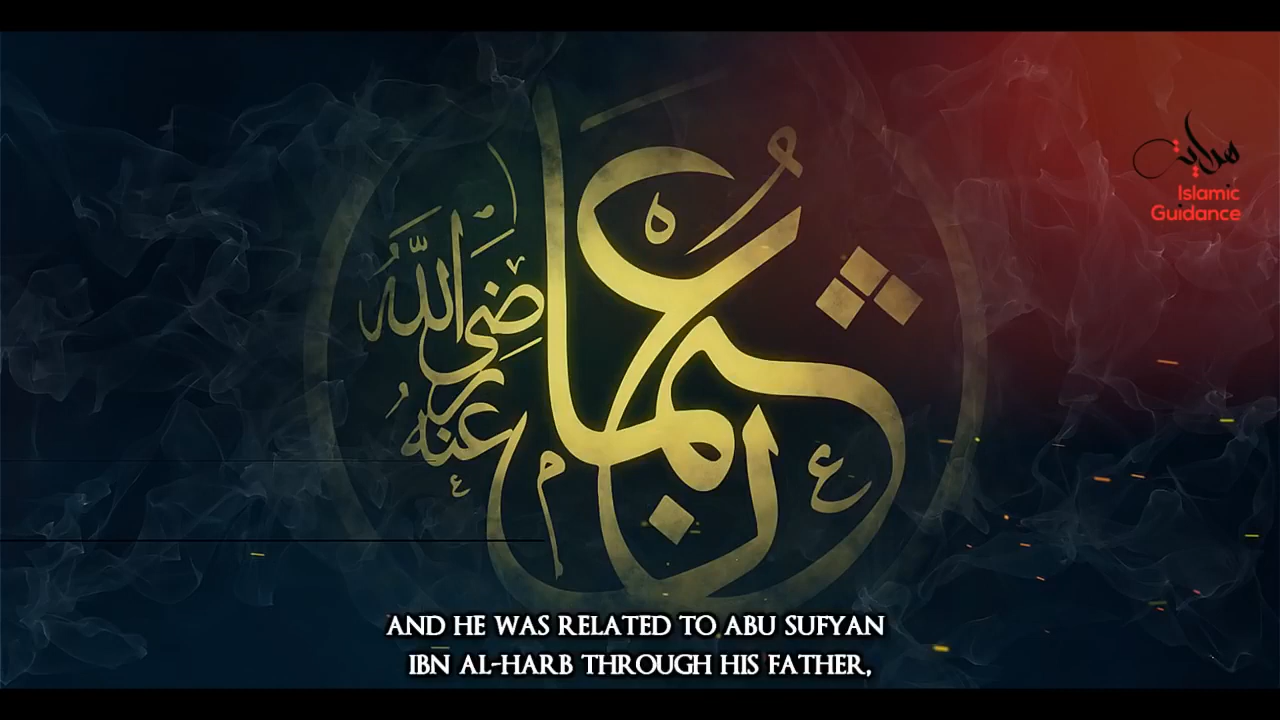 عثمان
رضي الله
عنه
هداية
Islamic
Guidance
AND HE WAS RELATED TO ABU SUFYAN
IBN AL-HARB THROUGH HIS FATHER,